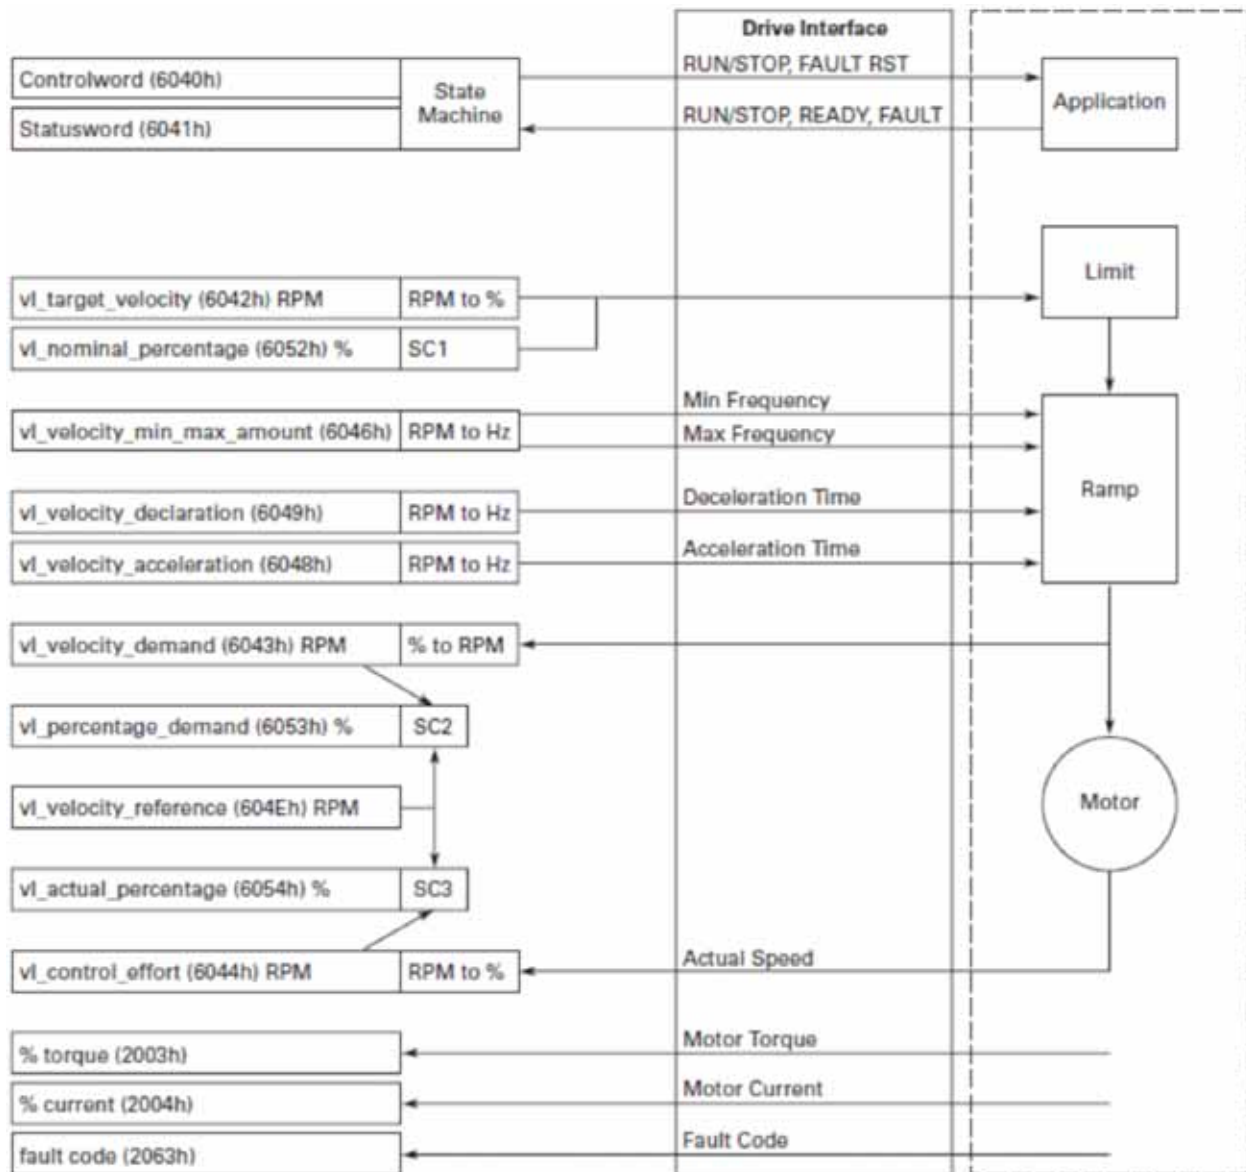 Drive Interface
Controlword (6040h)
State
Machine
RUN/STOP, FAULT RST
Application
Statusword (6041h)
RUN/STOP, READY, FAULT
Limit
vl_target_velocity (6042h) RPM
RPM to %
vl_nominal_percentage (6052h) %
SC1
Min Frequency
vl_velocity_min_max_amount (6046h)
RPM to Hz
Max Frequency
Ramp
Deceleration Time
vl_velocity_declaration (6049h)
RPM to Hz
Acceleration Time
vl_velocity_acceleration (6048h)
RPM to Hz
vl_velocity_demand (6043h) RPM
% to RPM
vl_percentage_demand (6053h) %
SC2
vl_velocity_reference (604Eh) RPM
Motor
vl_actual_percentage (6054h) %
SC3
Actual Speed
vl_control_effort (6044h) RPM
RPM to %
Motor Torque
% torque (2003h)
Motor Current
% current (2004h)
Fault Code
fault code (2063h)